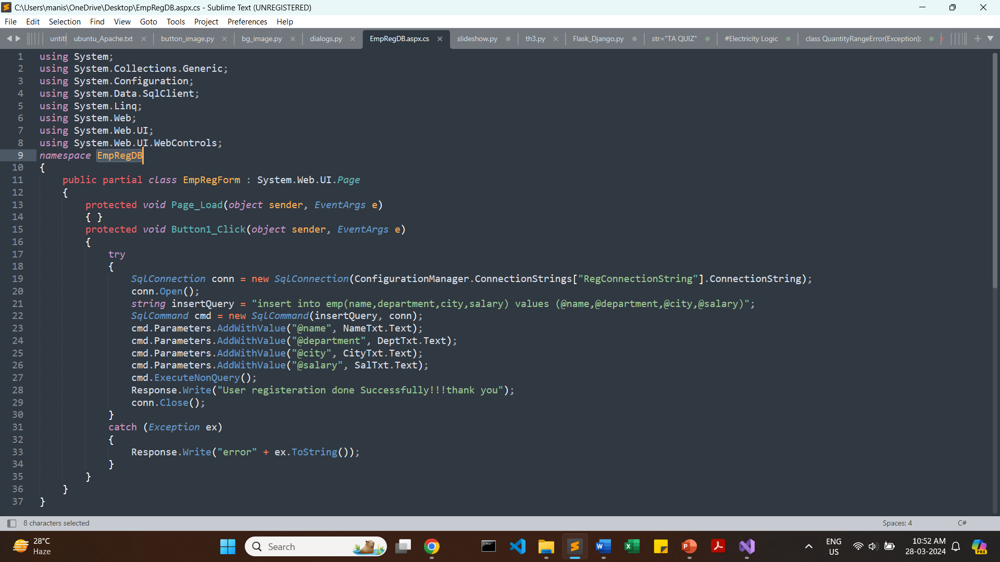 C:\Users\manis\OneDrive\Desktop\EmpRegDB.aspx.cs - Sublime Text (UNREGISTERED)
File Edit Selection Find View Goto Tools Project Preferences Help
untitl ubuntu_Apache.txt button_image.py bg_image.py dialogs.py EmpRegDB.aspx.cs slideshow.py th3.py Flask_Django.py str="TA QUIZ" #Electricity Logic class QuantityRangeError(Exception):
1 using System;
2 using System.Collections.Generic;
3 using System.Configuration;
4 using System.Data.SqlClient;
5 using System.Linq;
6 using System.Web;
7 using System.Web.UI;
8 using System.Web.UI.WebControls;
9 namespace EmpRegDB
10 {
11 public partial class EmpRegForm : System.Web.UI.Page
12 {
13 protected void Page_Load(object sender, EventArgs e)
14 { }
15 protected void Button1_Click(object sender, EventArgs e)
16 {
17 try
18 {
19 SqlConnection conn = new SqlConnection(ConfigurationManager.ConnectionStrings["RegConnectionString"].ConnectionString);
20 conn.Open();
21 string insertQuery = "insert into emp(name,department,city,salary) values (@name,@department,@city,@salary)";
22 SqlCommand cmd = new SqlCommand(insertQuery, conn);
23 cmd.Parameters.AddWithValue("@name", NameTxt.Text);
24 cmd.Parameters.AddWithValue("@department", DeptTxt.Text);
25 cmd.Parameters.AddWithValue("@city", CityTxt.Text);
26 cmd.Parameters.AddWithValue("@salary", SalTxt.Text);
27 cmd.ExecuteNonQuery();
28 Response.Write("User registeration done Successfully!!!thank you");
29 conn.Close();
30 }
31 catch (Exception ex)
32 {
33 Response.Write("error" + ex.ToString());
34 }
35 }
36 }
37 }
8 characters selected Spaces: 4 C#
28°C
Haze
Search
ENG
US
10:52 AM
28-03-2024
PRE